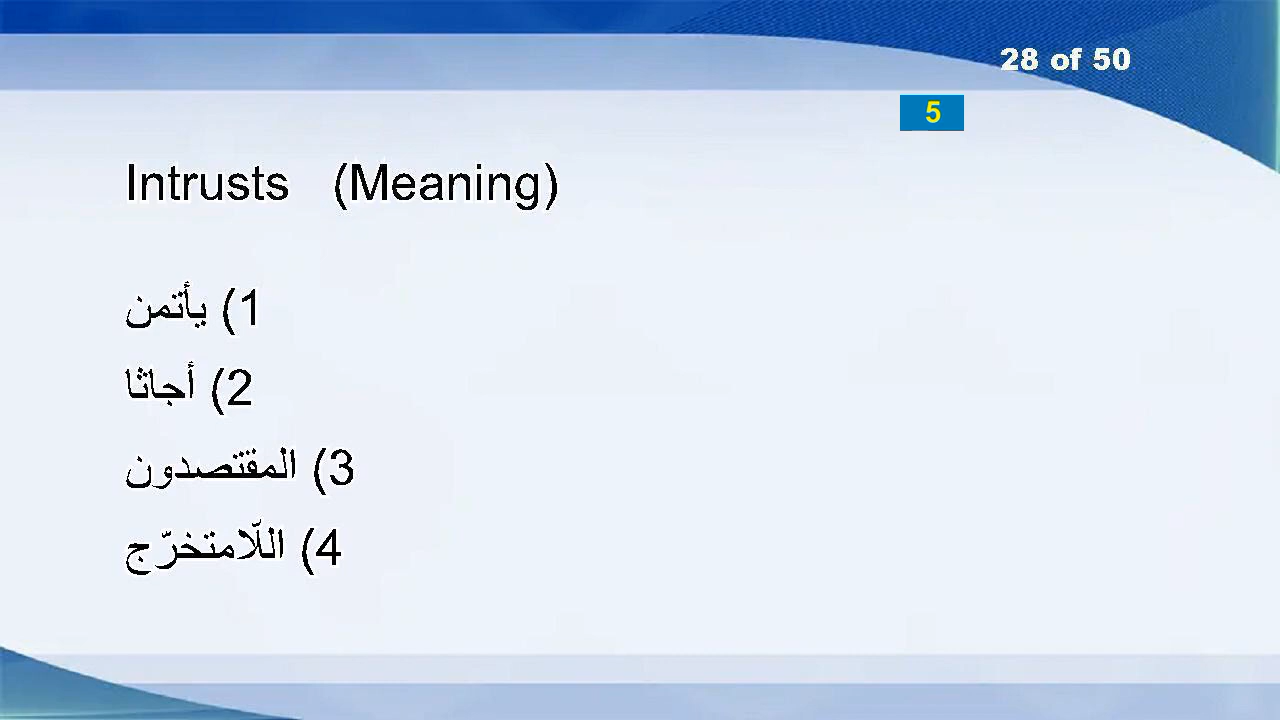 28 of 50
5
Intrusts (Meaning)
1) يأتمن
2) أجاثا
3) المقتصدون
4) اللّامتخرّج